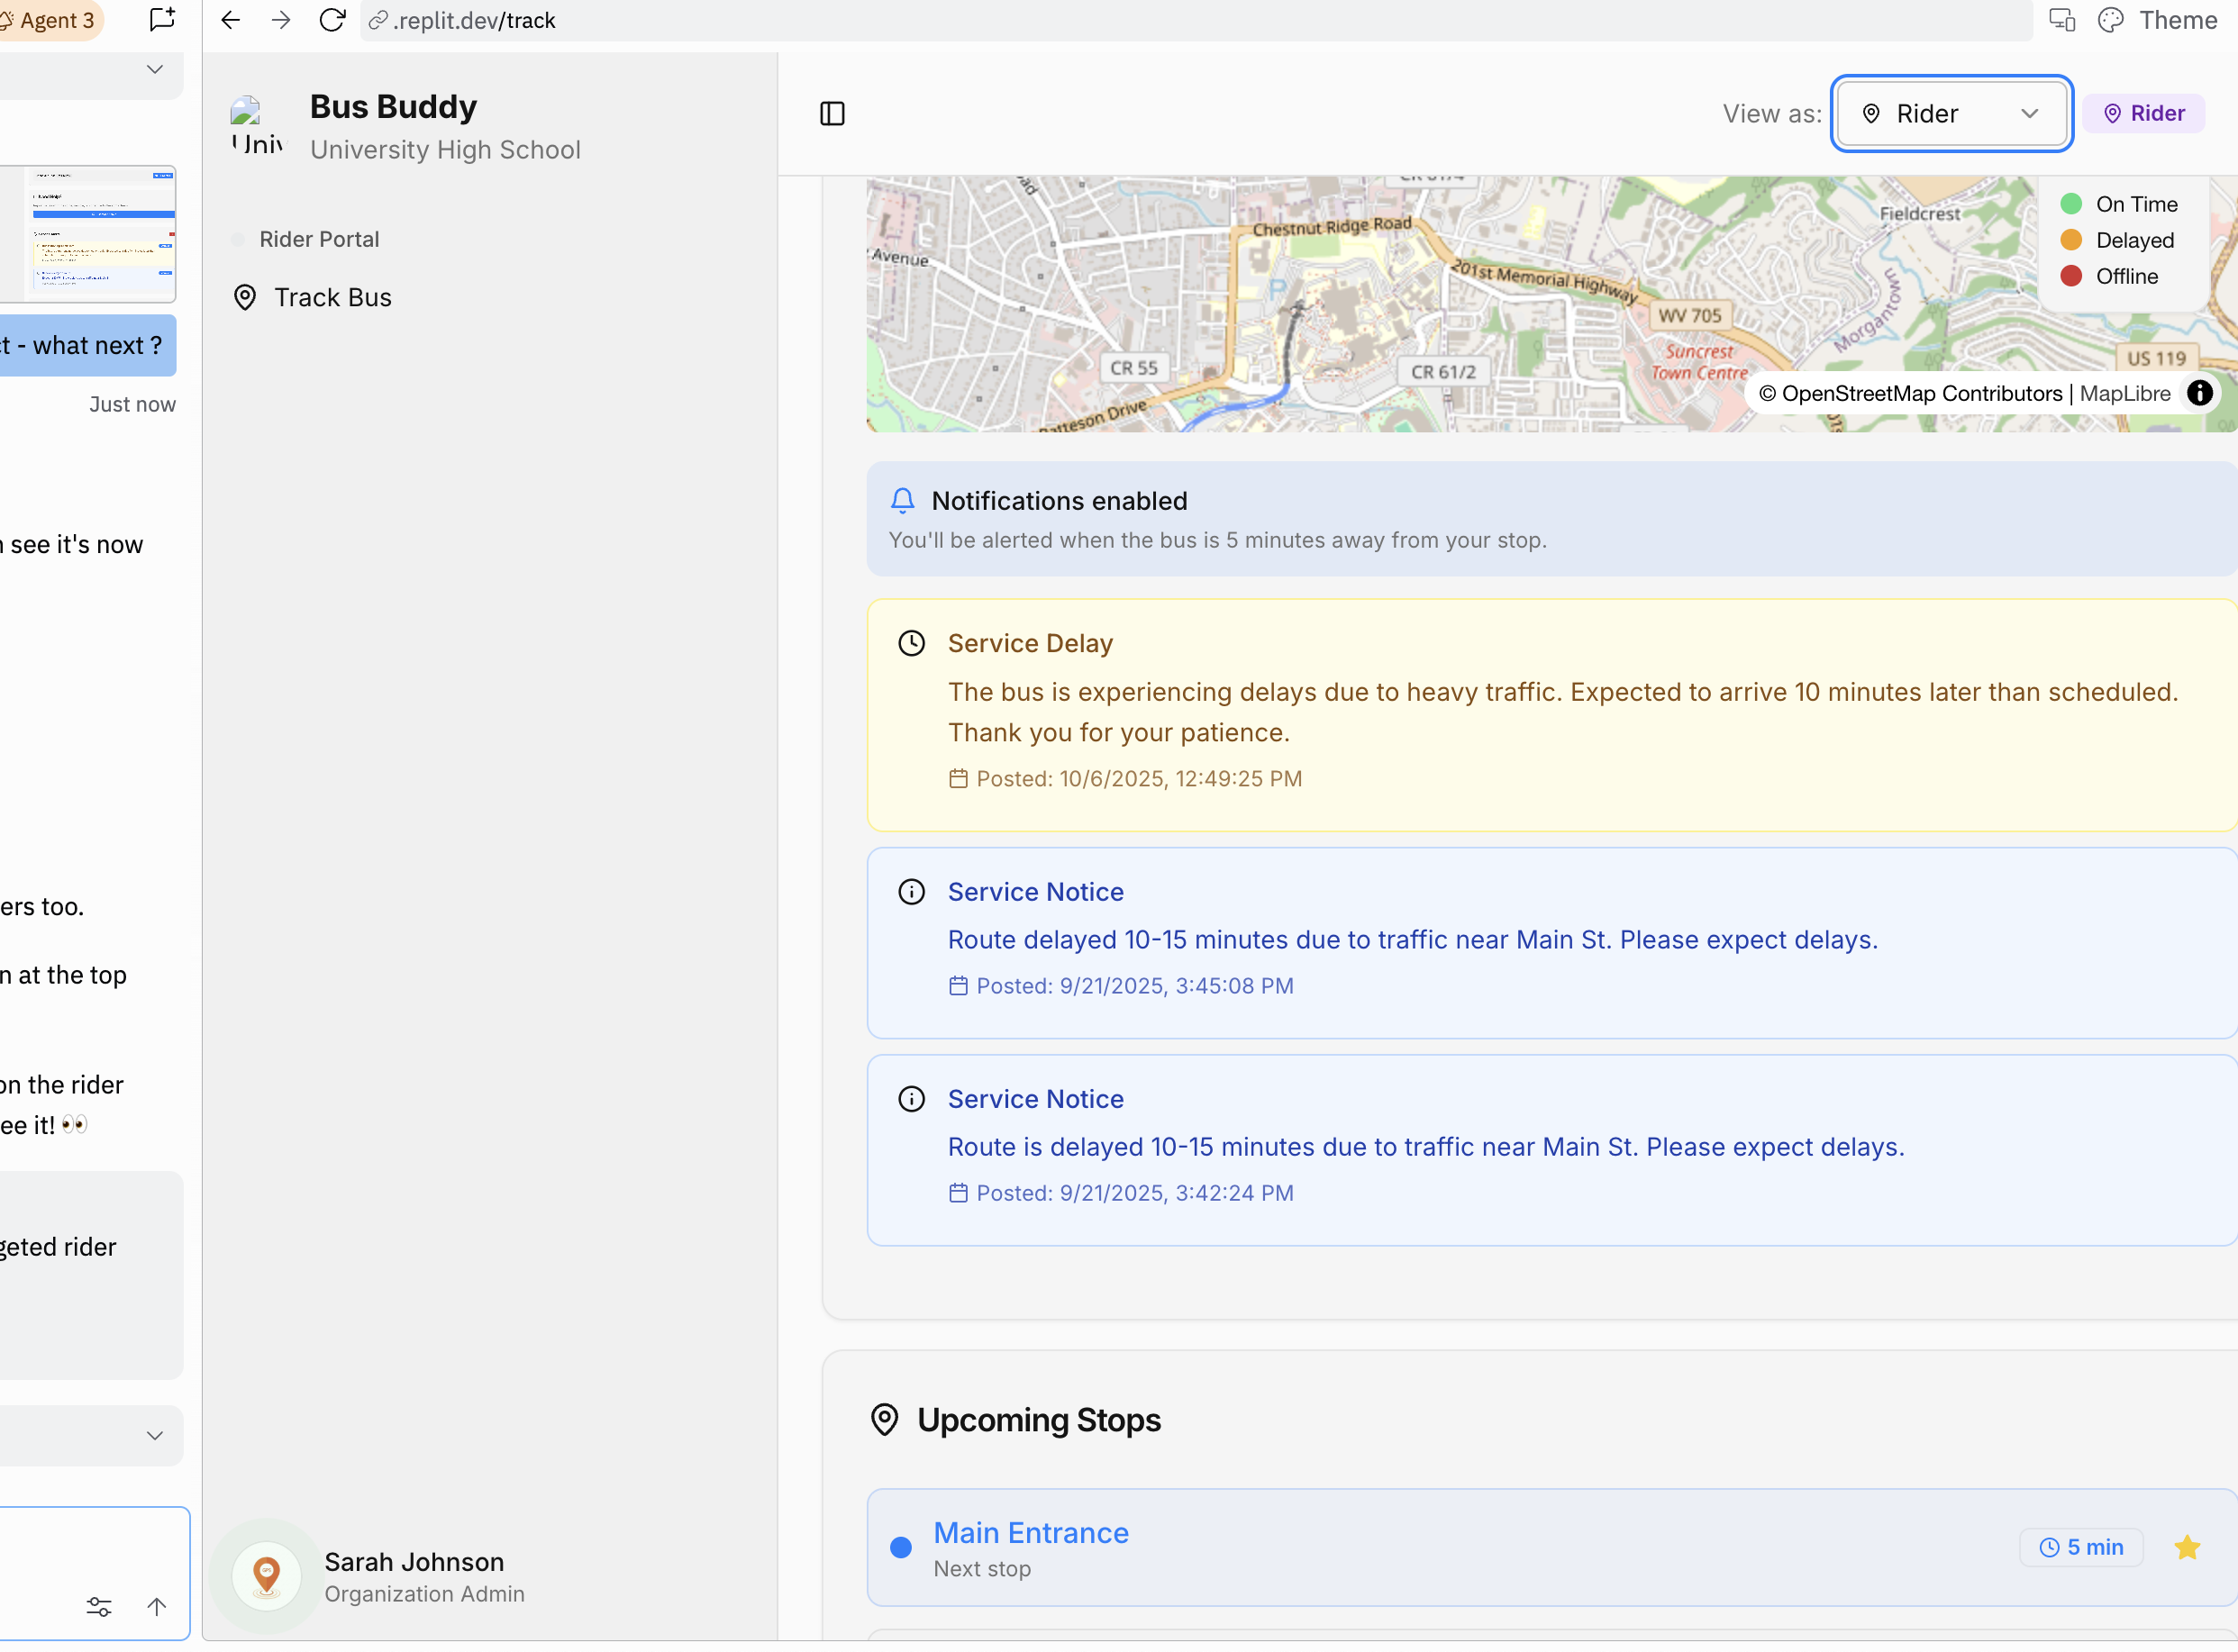 Agent 3
.replit.dev/track
Theme
t - what next ?
Just now
see it's now
ers too.
n at the top
on the rider
ee it! 👀
geted rider
Bus Buddy
University High School
Univ
Rider Portal
Track Bus
Sarah Johnson
Organization Admin
View as:
Rider
Rider
Chestnut Ridge Road
Avenue
201st Memorial Highway
Fieldcrest
WV 705
Morgantow
CR 55
CR 61/2
Suncrest
Town Centre
US 119
Patteson Drive
On Time
Delayed
Offline
© OpenStreetMap Contributors | MapLibre
Notifications enabled
You'll be alerted when the bus is 5 minutes away from your stop.
Service Delay
The bus is experiencing delays due to heavy traffic. Expected to arrive 10 minutes later than scheduled.
Thank you for your patience.
Posted: 10/6/2025, 12:49:25 PM
Service Notice
Route delayed 10-15 minutes due to traffic near Main St. Please expect delays.
Posted: 9/21/2025, 3:45:08 PM
Service Notice
Route is delayed 10-15 minutes due to traffic near Main St. Please expect delays.
Posted: 9/21/2025, 3:42:24 PM
Upcoming Stops
Main Entrance
Next stop
5 min